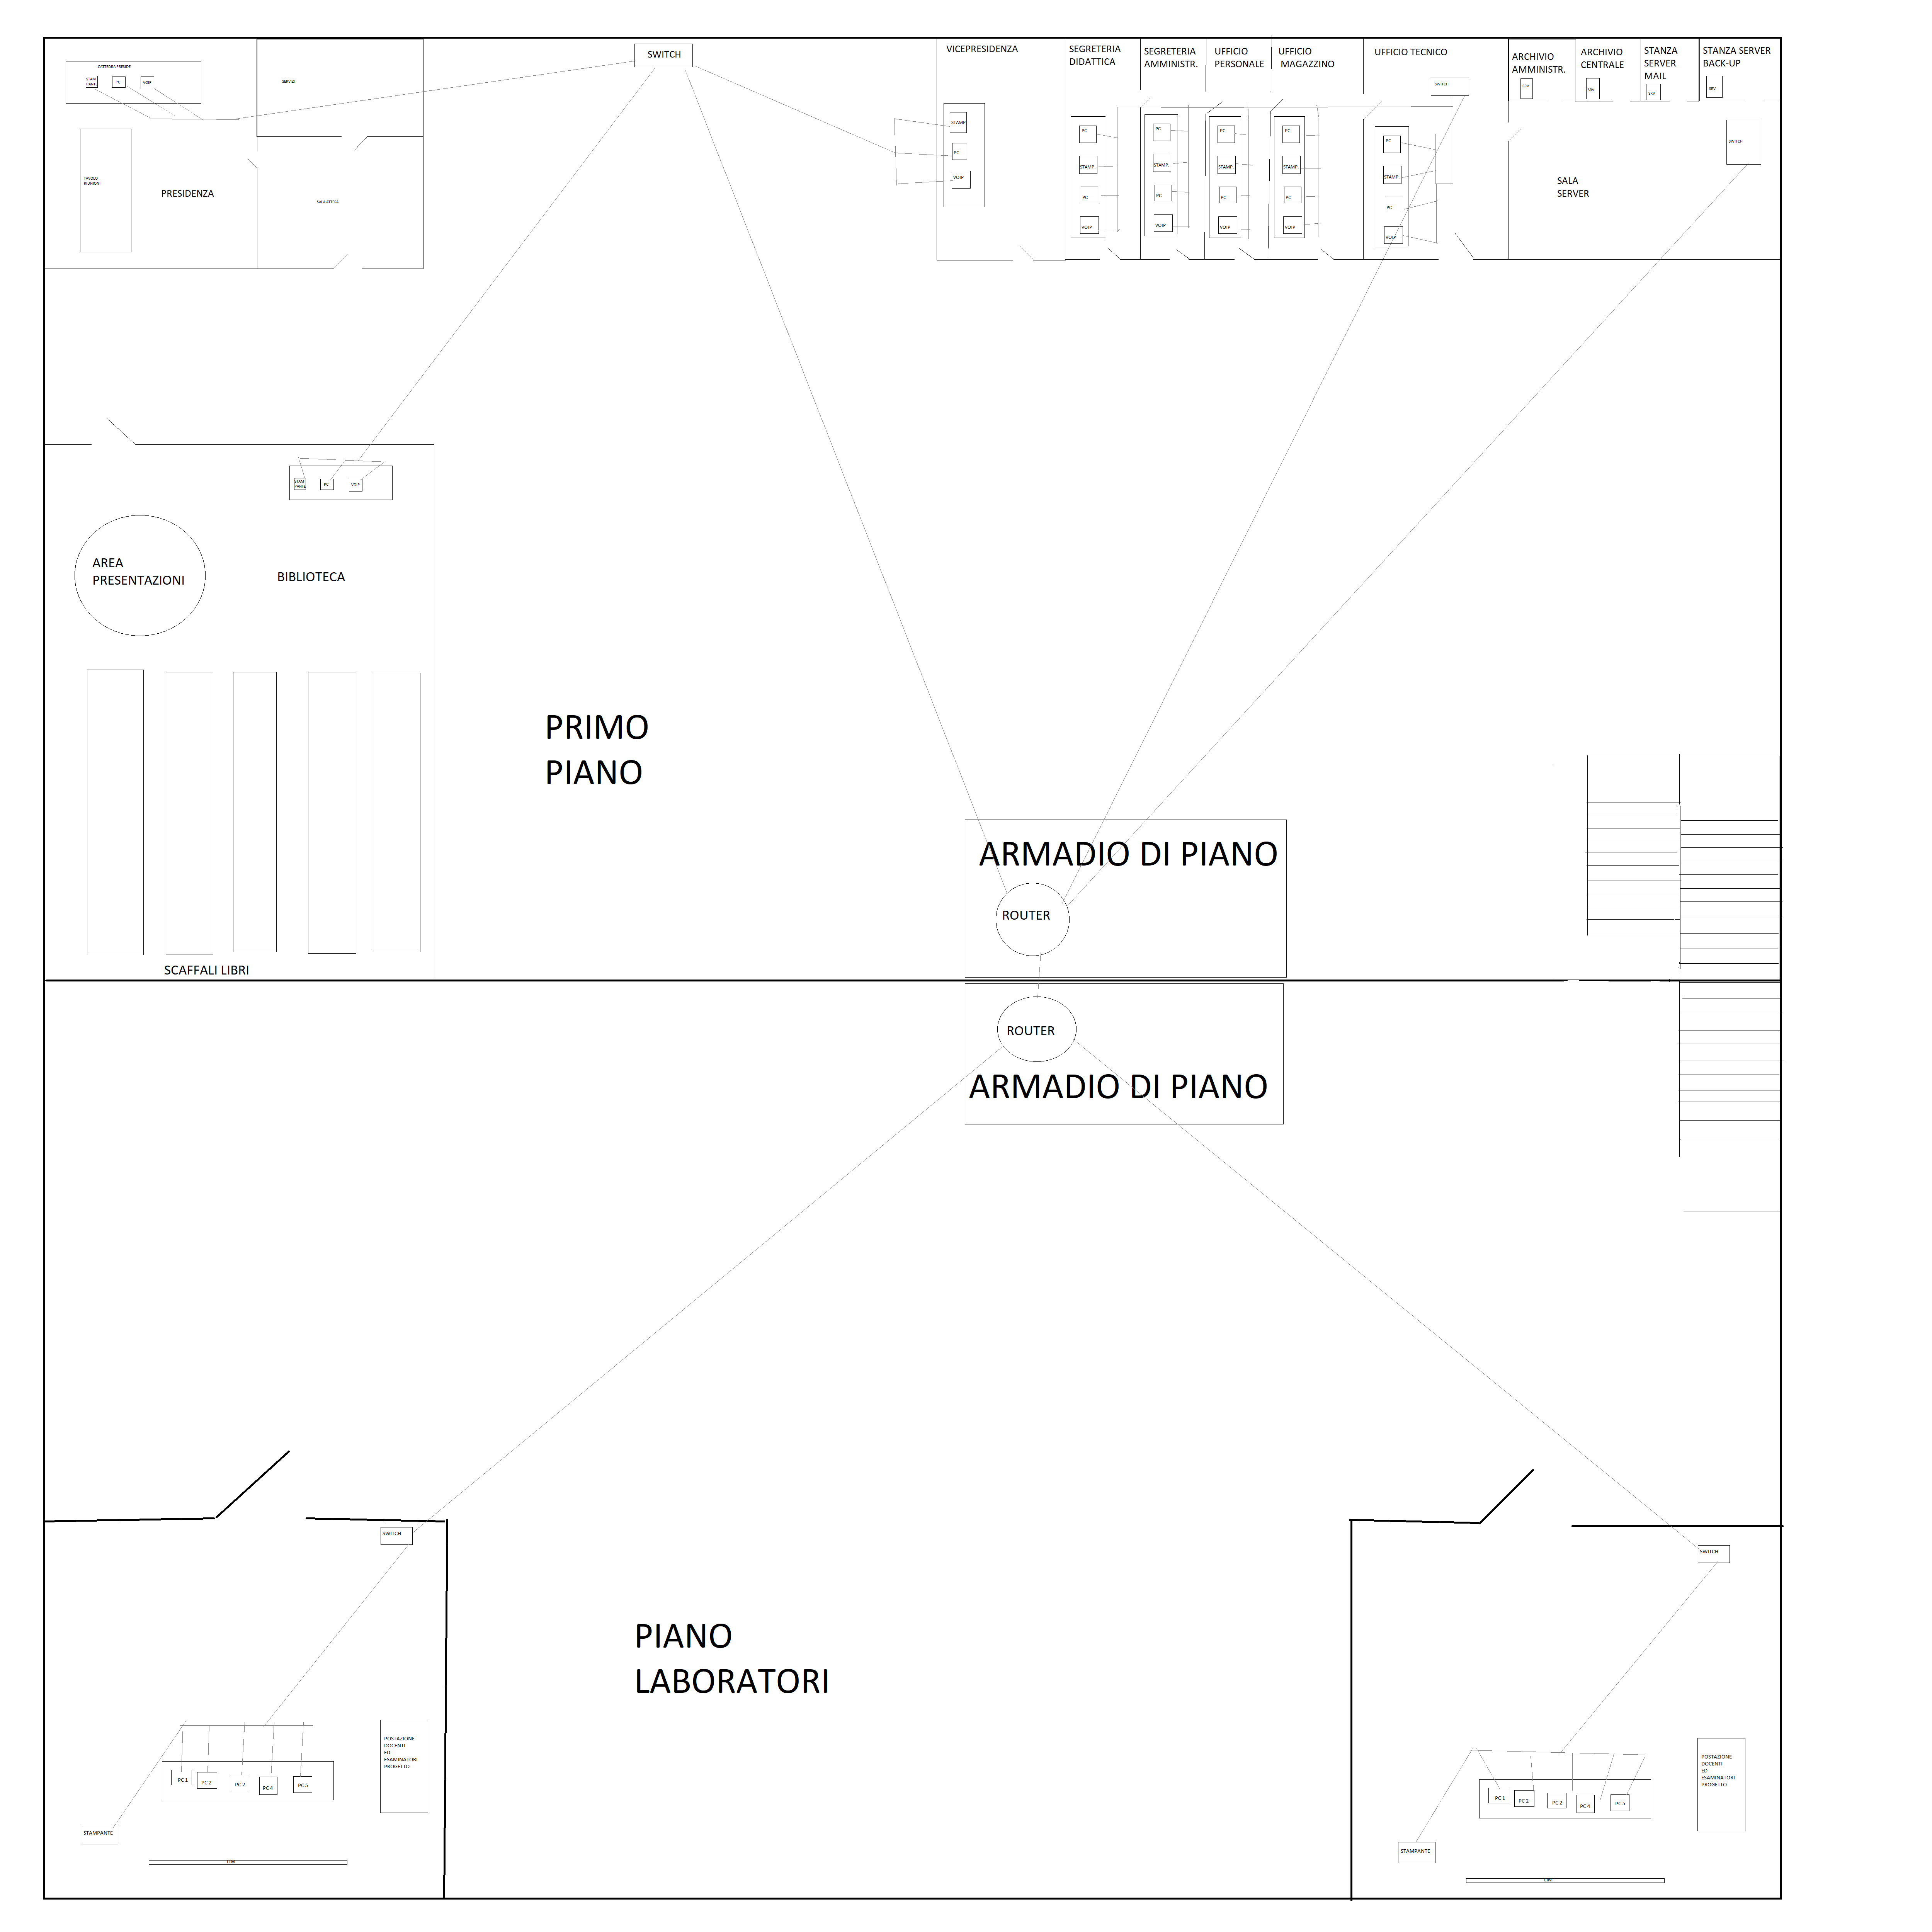 SWITCH
CATTEDRA PRESIDE
STAM
PANTE
PC
VOIP
SERVIZI
TAVOLO
RIUNIONI
PRESIDENZA
SALA ATTESA
VICEPRESIDENZA
STAMP
PC
VOIP
SEGRETERIA
DIDATTICA
PC
STAMP.
PC
VOIP
SEGRETERIA
AMMINISTR.
PC
STAMP.
PC
VOIP
UFFICIO
PERSONALE
PC
STAMP.
PC
VOIP
UFFICIO
MAGAZZINO
PC
STAMP.
PC
VOIP
UFFICIO TECNICO
SWITCH
PC
STAMP.
PC
VOIP
ARCHIVIO
AMMINISTR.
SRV
ARCHIVIO
CENTRALE
SRV
STANZA
SERVER
MAIL
SRV
STANZA SERVER
BACK-UP
SRV
SWITCH
SALA
SERVER
STAM
PANTE
PC
VOIP
AREA
PRESENTAZIONI
BIBLIOTECA
SCAFFALI LIBRI
PRIMO
PIANO
ARMADIO DI PIANO
ROUTER
ROUTER
ARMADIO DI PIANO
SWITCH
SWITCH
PIANO
LABORATORI
POSTAZIONE
DOCENTI
ED
ESAMINATORI
PROGETTO
PC 1
PC 2
PC 2
PC 4
PC 5
STAMPANTE
LIM
POSTAZIONE
DOCENTI
ED
ESAMINATORI
PROGETTO
PC 1
PC 2
PC 2
PC 4
PC 5
STAMPANTE
LIM